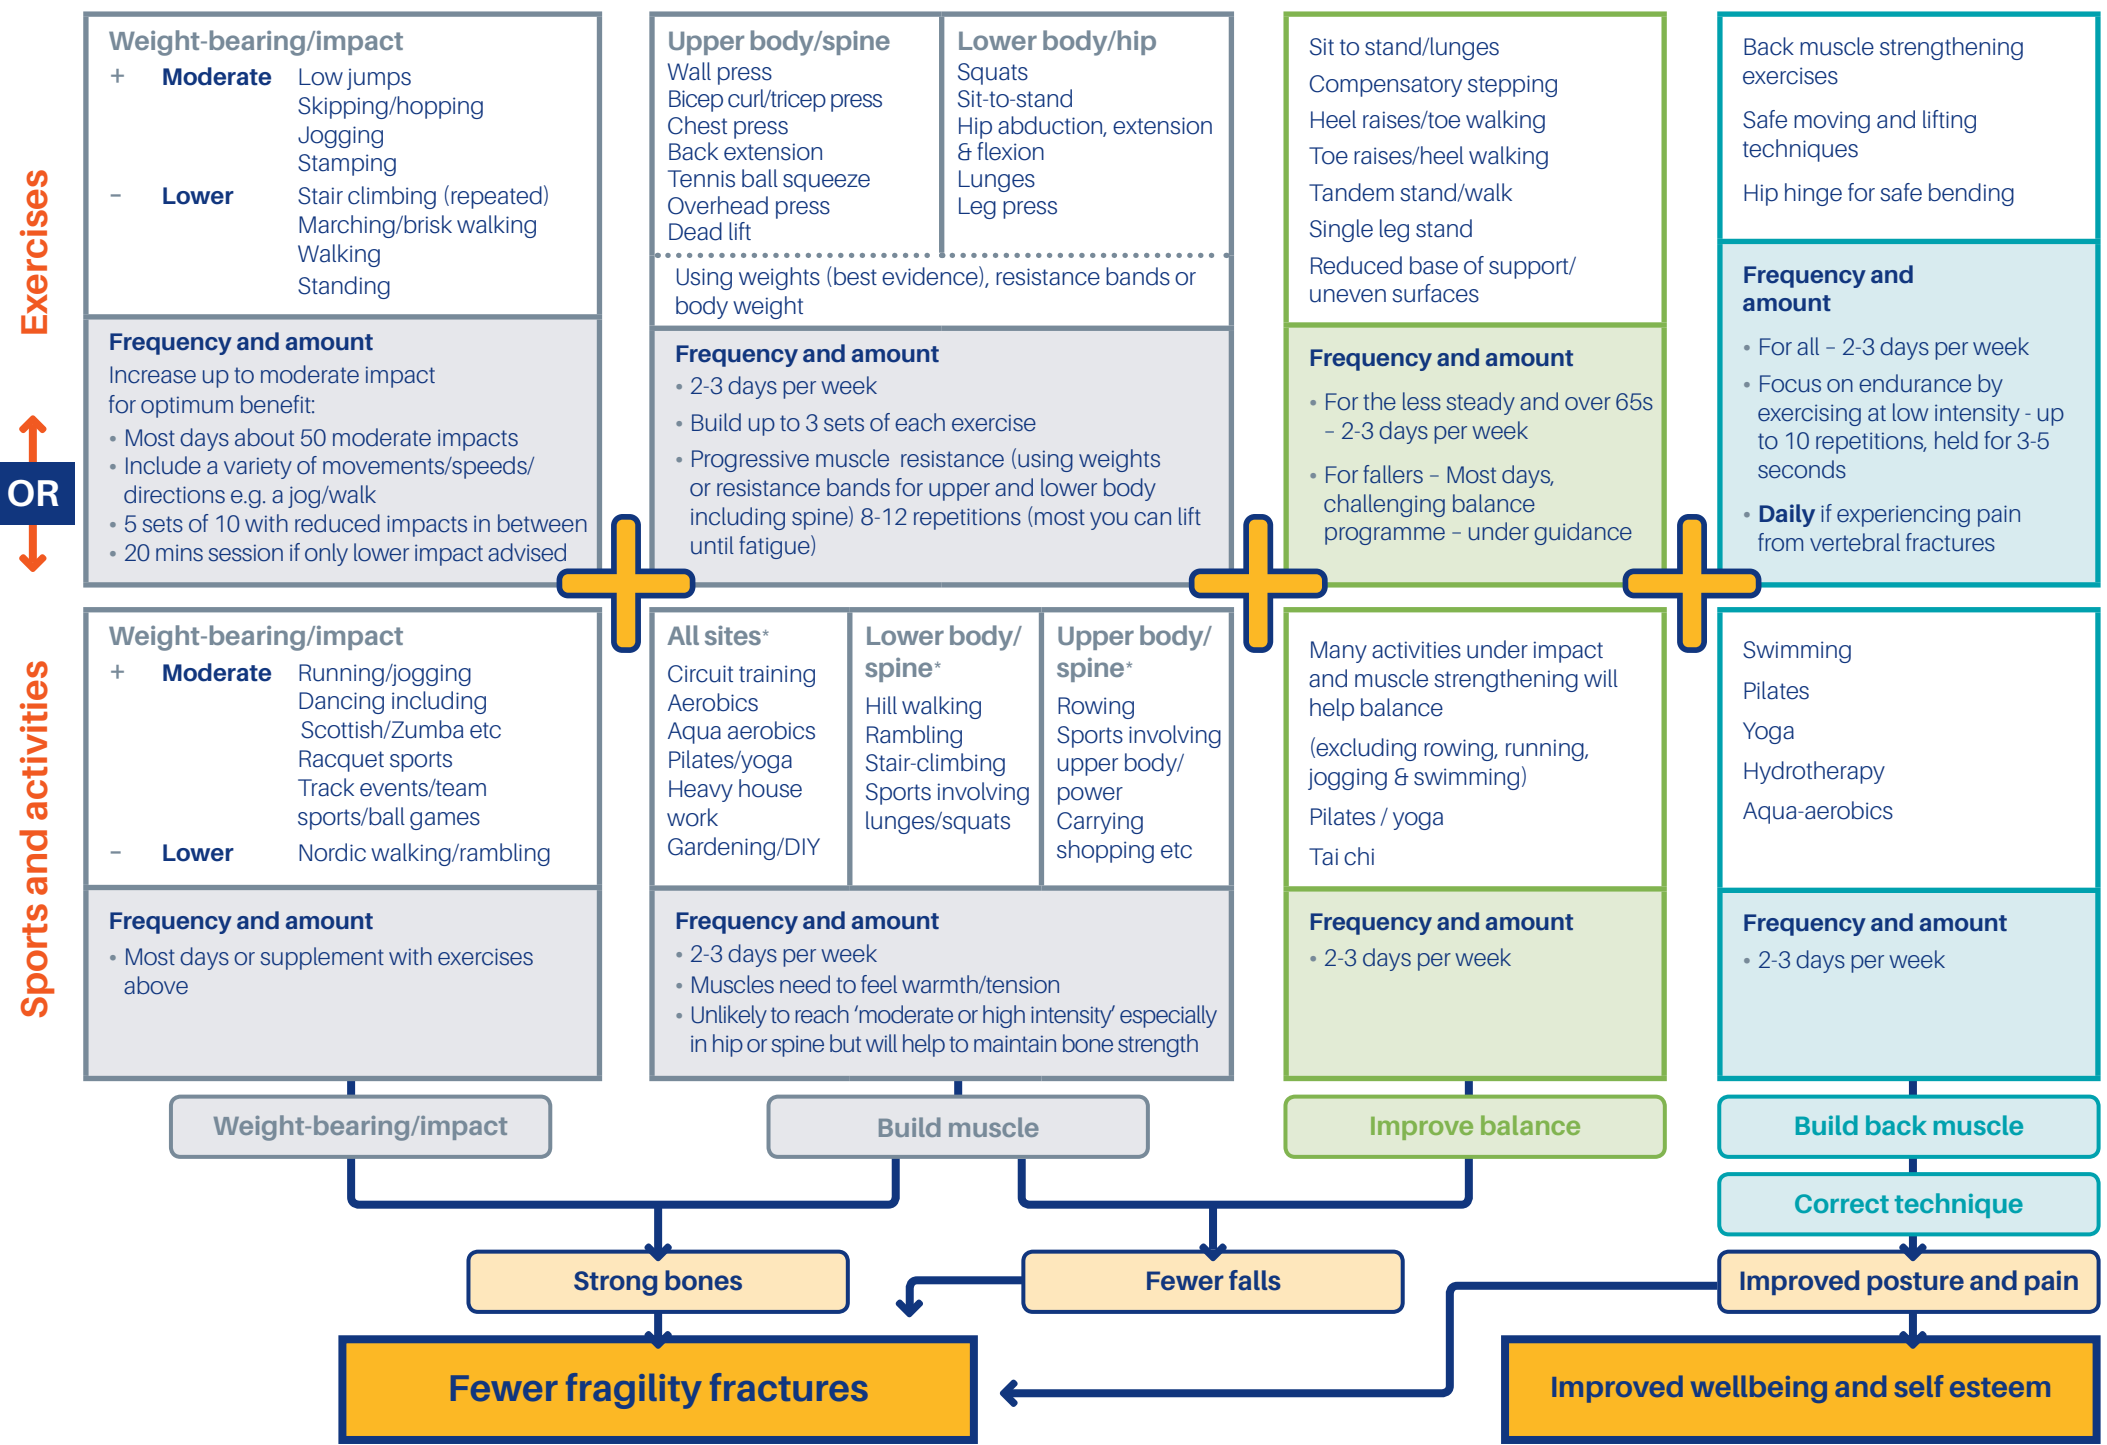 Exercises
OR
Sports and activities
Weight-bearing/impact
+ Moderate Low jumps
Skipping/hopping
Jogging
Stamping
– Lower Stair climbing (repeated)
Marching/brisk walking
Walking
Standing
Frequency and amount
Increase up to moderate impact
for optimum benefit:
• Most days about 50 moderate impacts
• Include a variety of movements/speeds/
directions e.g. a jog/walk
• 5 sets of 10 with reduced impacts in between
• 20 mins session if only lower impact advised
Upper body/spine
Wall press
Bicep curl/tricep press
Chest press
Back extension
Tennis ball squeeze
Overhead press
Dead lift
Lower body/hip
Squats
Sit-to-stand
Hip abduction, extension
& flexion
Lunges
Leg press
Using weights (best evidence), resistance bands or
body weight
Frequency and amount
• 2-3 days per week
• Build up to 3 sets of each exercise
• Progressive muscle resistance (using weights
or resistance bands for upper and lower body
including spine) 8-12 repetitions (most you can lift
until fatigue)
Sit to stand/lunges
Compensatory stepping
Heel raises/toe walking
Toe raises/heel walking
Tandem stand/walk
Single leg stand
Reduced base of support/
uneven surfaces
Frequency and amount
• For the less steady and over 65s
– 2-3 days per week
• For fallers – Most days,
challenging balance
programme – under guidance
Back muscle strengthening
exercises
Safe moving and lifting
techniques
Hip hinge for safe bending
Frequency and
amount
• For all – 2-3 days per week
• Focus on endurance by
exercising at low intensity - up
to 10 repetitions, held for 3-5
seconds
• Daily if experiencing pain
from vertebral fractures
Weight-bearing/impact
+ Moderate Running/jogging
Dancing including
Scottish/Zumba etc
Racquet sports
Track events/team
sports/ball games
– Lower Nordic walking/rambling
Frequency and amount
• Most days or supplement with exercises
above
All sites*
Circuit training
Aerobics
Aqua aerobics
Pilates/yoga
Heavy house
work
Gardening/DIY
Lower body/
spine*
Hill walking
Rambling
Stair-climbing
Sports involving
lunges/squats
Upper body/
spine*
Rowing
Sports involving
upper body/
power
Carrying
shopping etc
Frequency and amount
• 2-3 days per week
• Muscles need to feel warmth/tension
• Unlikely to reach ‘moderate or high intensity’ especially
in hip or spine but will help to maintain bone strength
Many activities under impact
and muscle strengthening will
help balance
(excluding rowing, running,
jogging & swimming)
Pilates / yoga
Tai chi
Frequency and amount
• 2-3 days per week
Swimming
Pilates
Yoga
Hydrotherapy
Aqua-aerobics
Frequency and amount
• 2-3 days per week
Weight-bearing/impact
Build muscle
Improve balance
Build back muscle
Correct technique
Strong bones
Fewer falls
Improved posture and pain
Fewer fragility fractures
Improved wellbeing and self esteem